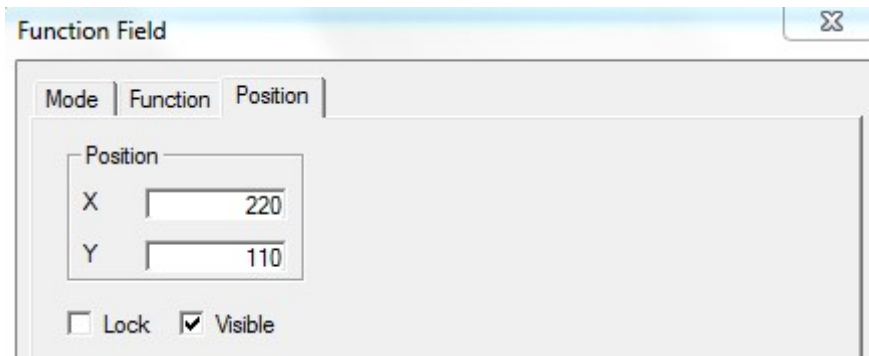 Function Field
Mode Function Position
Position
X 220
Y 110
Lock Visible